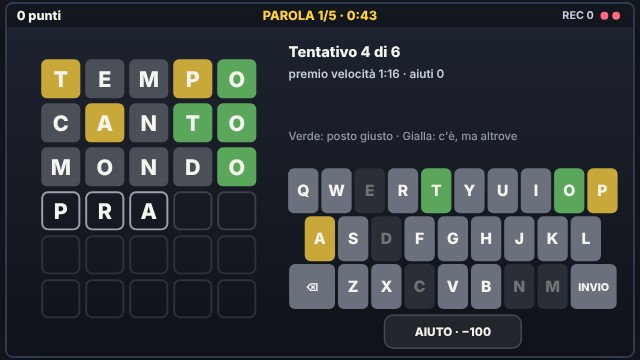 0 punti
PAROLA 1/5 · 0:43
REC 0
Tentativo 4 di 6
premio velocità 1:16 · aiuti 0
Verde: posto giusto · Gialla: c'è, ma altrove
T E M P O
C A N T O
M O N D O
P R A
Q W E R T Y U I O P
A S D F G H J K L
⌫ Z X C V B N M INVIO
AIUTO · −100